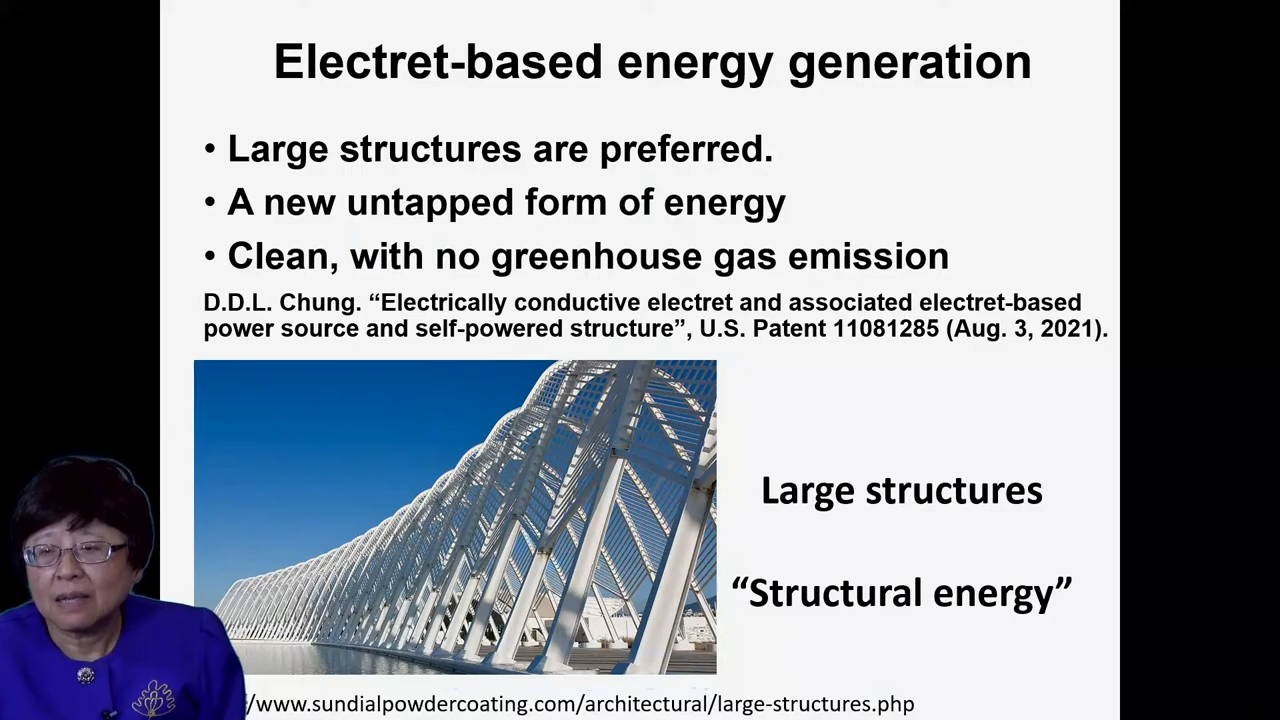 Electret-based energy generation
• Large structures are preferred.
• A new untapped form of energy
• Clean, with no greenhouse gas emission
D.D.L. Chung. “Electrically conductive electret and associated electret-based
power source and self-powered structure”, U.S. Patent 11081285 (Aug. 3, 2021).
Large structures
“Structural energy”
/www.sundialpowdercoating.com/architectural/large-structures.php